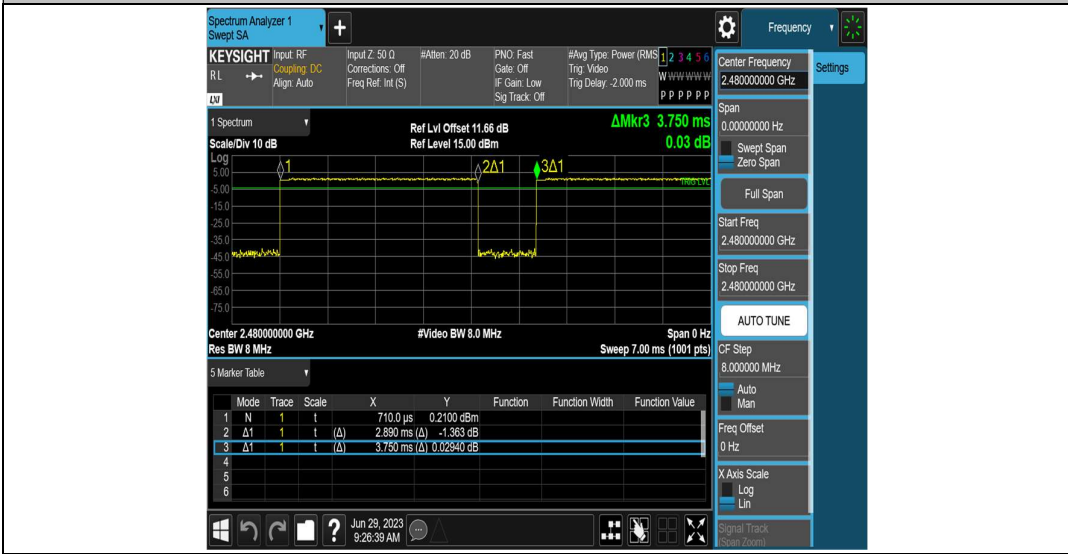 Spectrum Analyzer 1
Swept SA
+
Frequency
KEYSIGHT Input: RF Input Z: 50 Ω #Atten: 20 dB PNO: Fast #Avg Type: Power (RMS 1 2 3 4 5 6
RL Coupling: DC Corrections: Off Gate: Off Trig: Video W W W W W W
Align: Auto Freq Ref: Int (S) IF Gain: Low Trig Delay: -2.000 ms
Sig Track: Off P P P P P P
LXI
1 Spectrum
Ref Lvl Offset 11.66 dB
ΔMkr3 3.750 ms
Scale/Div 10 dB Ref Level 15.00 dBm 0.03 dB
Log
5.00
1 2Δ1 3Δ1
TRIG LVL
-5.00
-15.0
-25.0
-35.0
-45.0
-55.0
-65.0
-75.0
Center 2.480000000 GHz #Video BW 8.0 MHz Span 0 Hz
Res BW 8 MHz Sweep 7.00 ms (1001 pts)
5 Marker Table
Mode Trace Scale X Y Function Function Width Function Value
1 N 1 t 710.0 μs 0.2100 dBm
2 Δ1 1 t (Δ) 2.890 ms (Δ) -1.363 dB
3 Δ1 1 t (Δ) 3.750 ms (Δ) 0.02940 dB
4
5
6
?
Jun 29, 2023
9:26:39 AM
Settings
Center Frequency
2.480000000 GHz
Span
0.00000000 Hz
Swept Span
Zero Span
Full Span
Start Freq
2.480000000 GHz
Stop Freq
2.480000000 GHz
AUTO TUNE
CF Step
8.000000 MHz
Auto
Man
Freq Offset
0 Hz
X Axis Scale
Log
Lin
Signal Track
(Span Zoom)